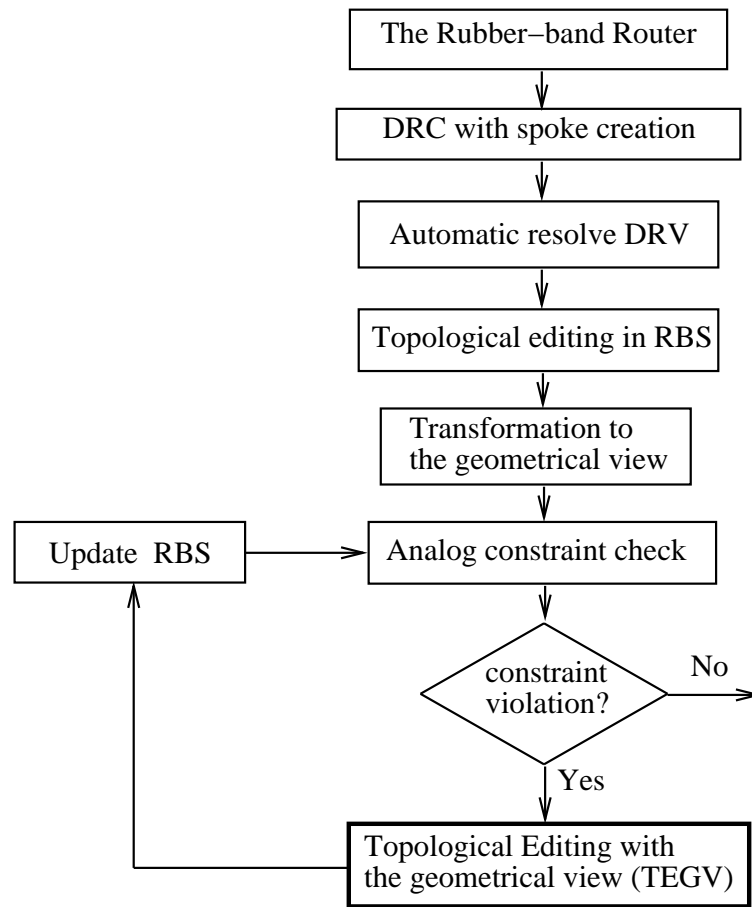 The Rubber−band Router
DRC with spoke creation
Automatic resolve DRV
Topological editing in RBS
Transformation to
the geometrical view
Update RBS
Analog constraint check
constraint
violation?
No
Yes
Topological Editing with
the geometrical view (TEGV)